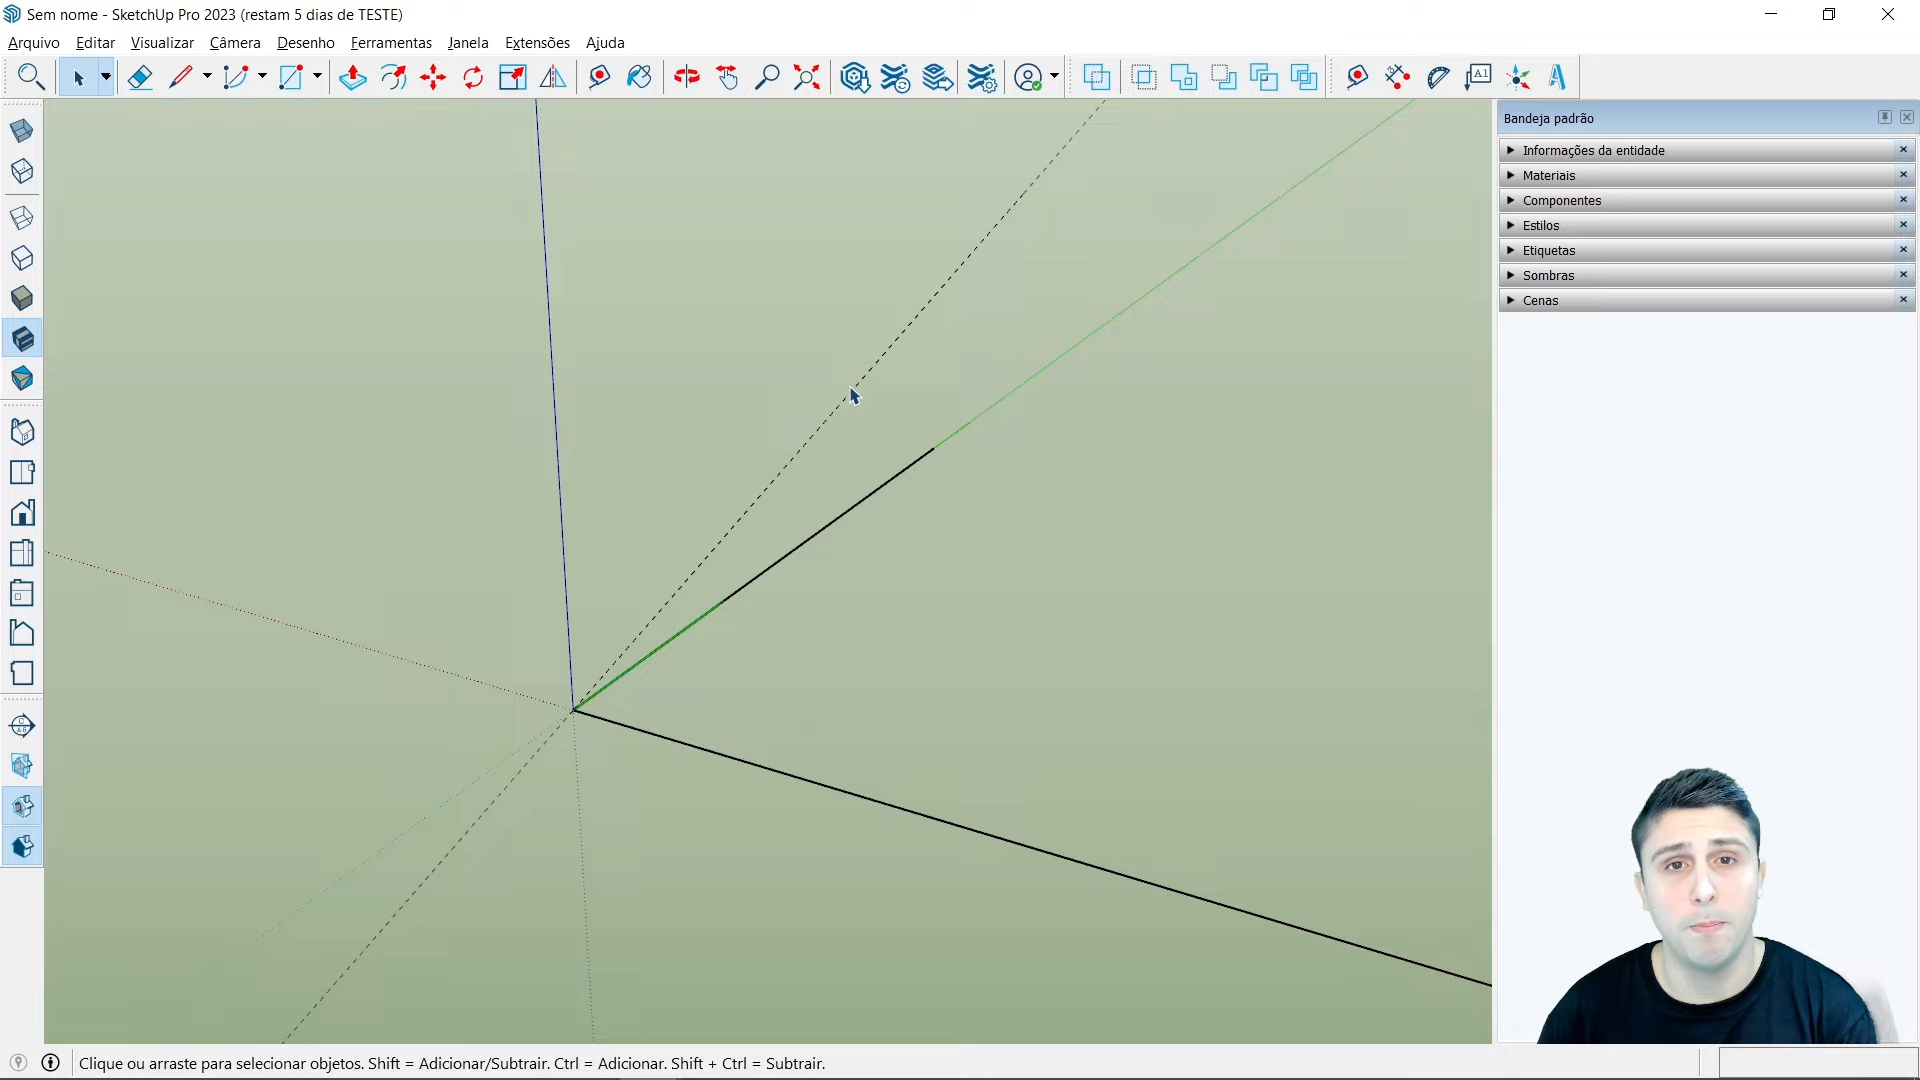 Sem nome - SketchUp Pro 2023 (restam 5 dias de TESTE)
Arquivo Editar Visualizar Câmera Desenho Ferramentas Janela Extensões Ajuda
A1
Bandeja padrão
Informações da entidade
Materiais
Componentes
Estilos
Etiquetas
Sombras
Cenas
Clique ou arraste para selecionar objetos. Shift = Adicionar/Subtrair. Ctrl = Adicionar. Shift + Ctrl = Subtrair.